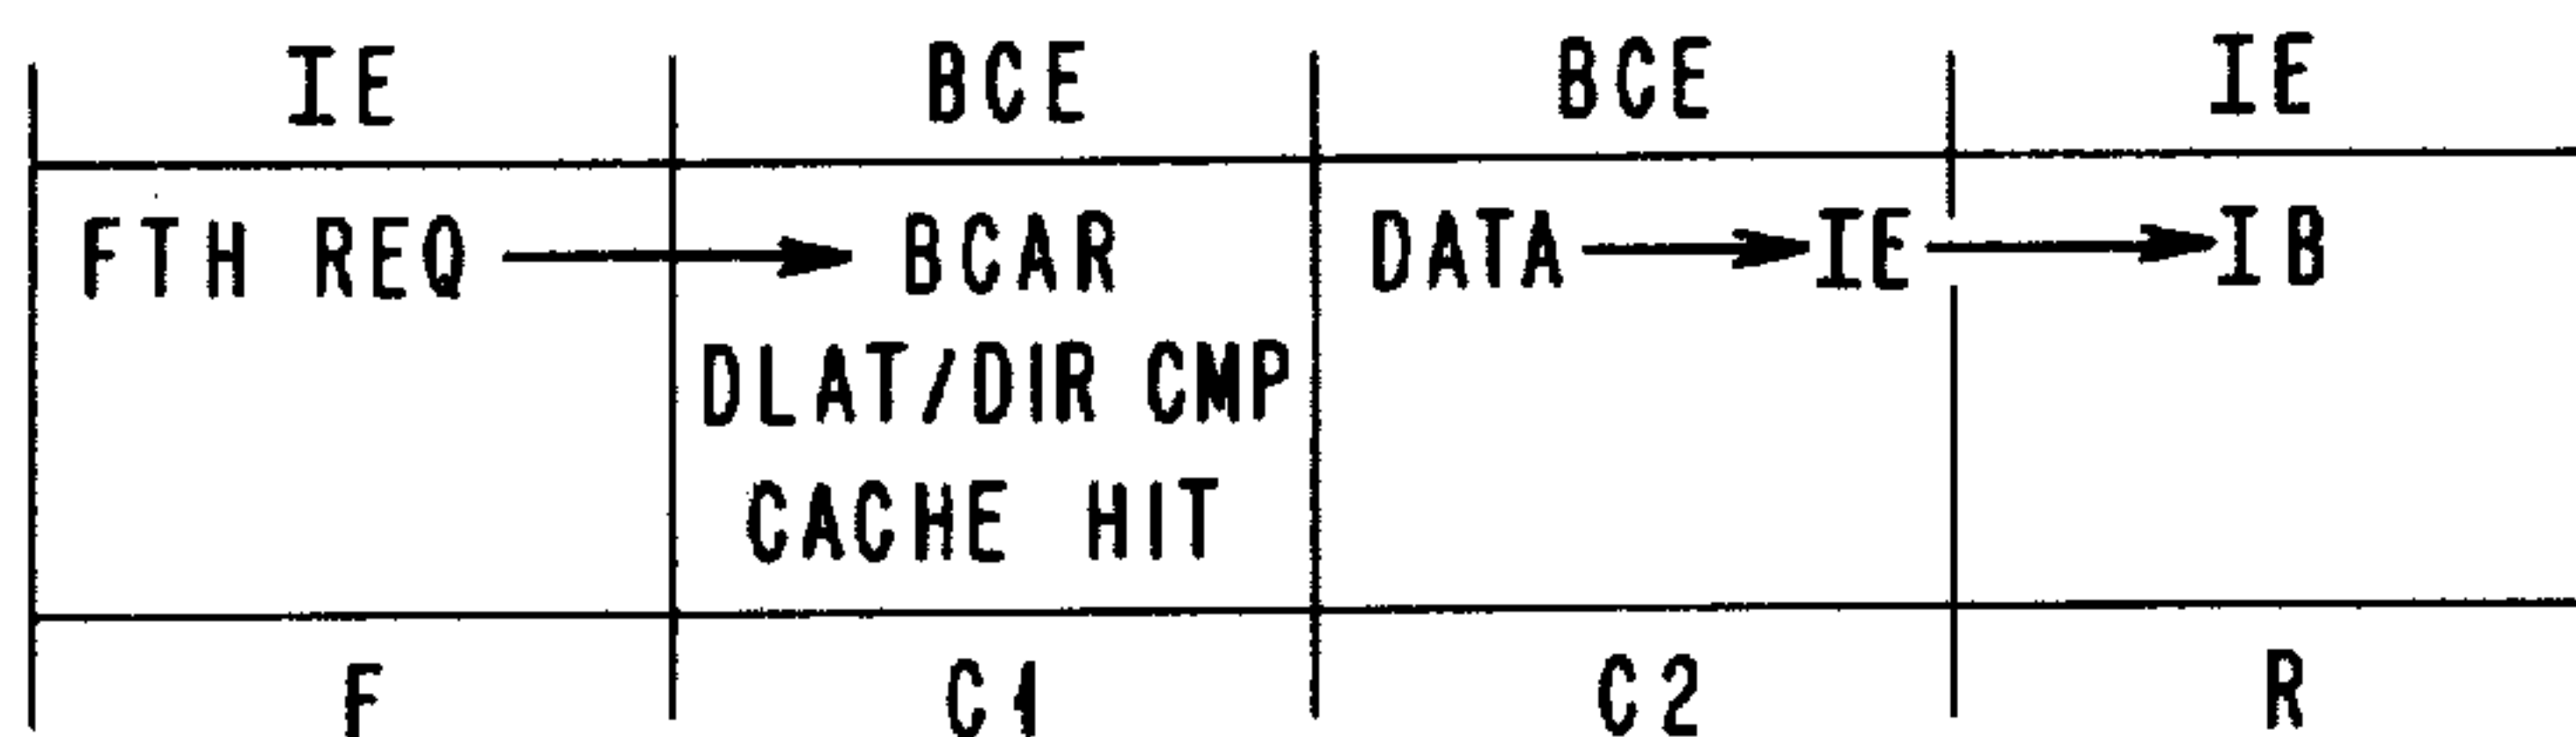 IE BCE BCE IE
FTH REQ → BCAR DATA → IE → IB
DLAT/DIR CMP
CACHE HIT
F C1 C2 R